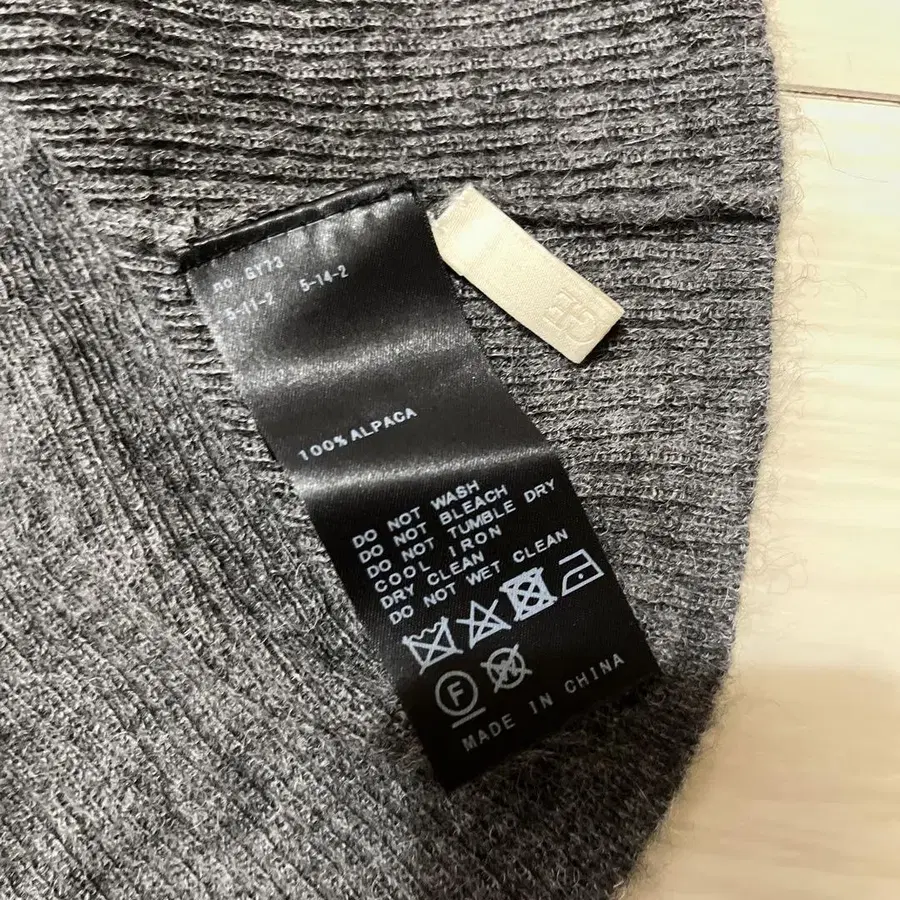 no. GY73
5-11-2 5-14-2
100% ALPACA
DO NOT WASH
DO NOT BLEACH
DO NOT TUMBLE DRY
COOL IRON
DRY CLEAN
DO NOT WET CLEAN
F
MADE IN CHINA